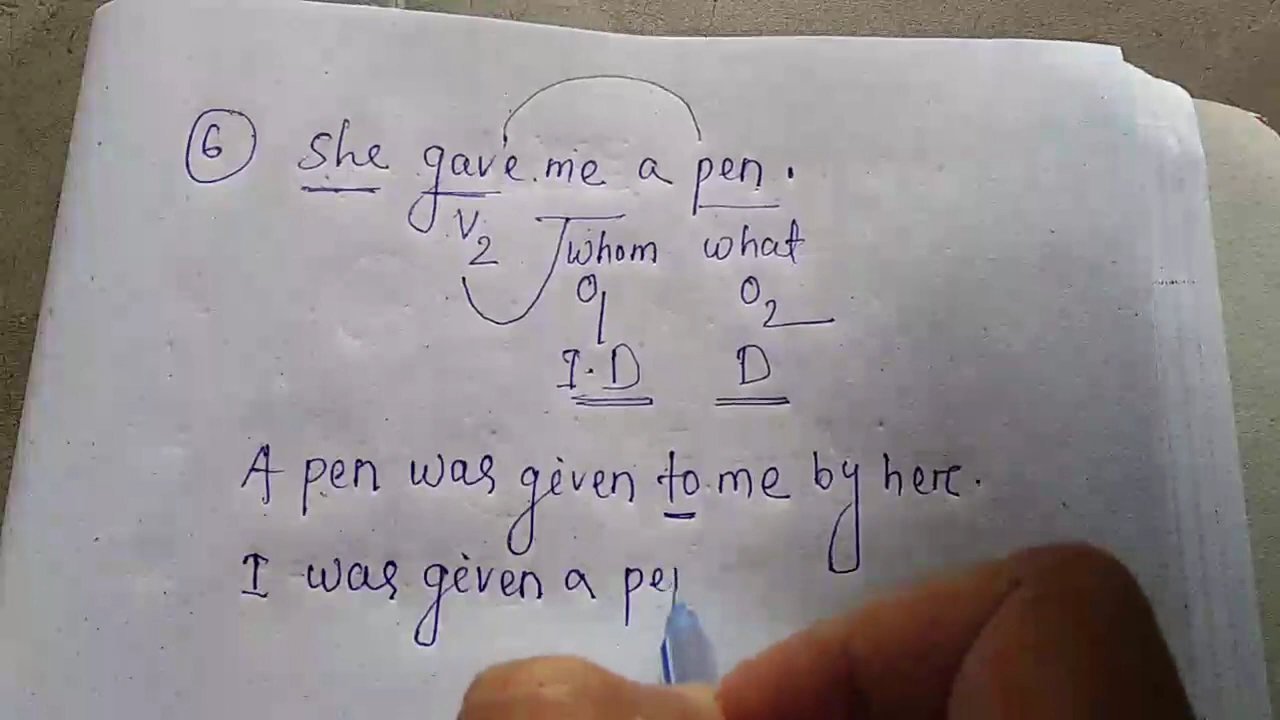 6 She gave me a pen.
V2 whom what
O1 O2
I.D D
A pen was given to me by here.
I was given a pen